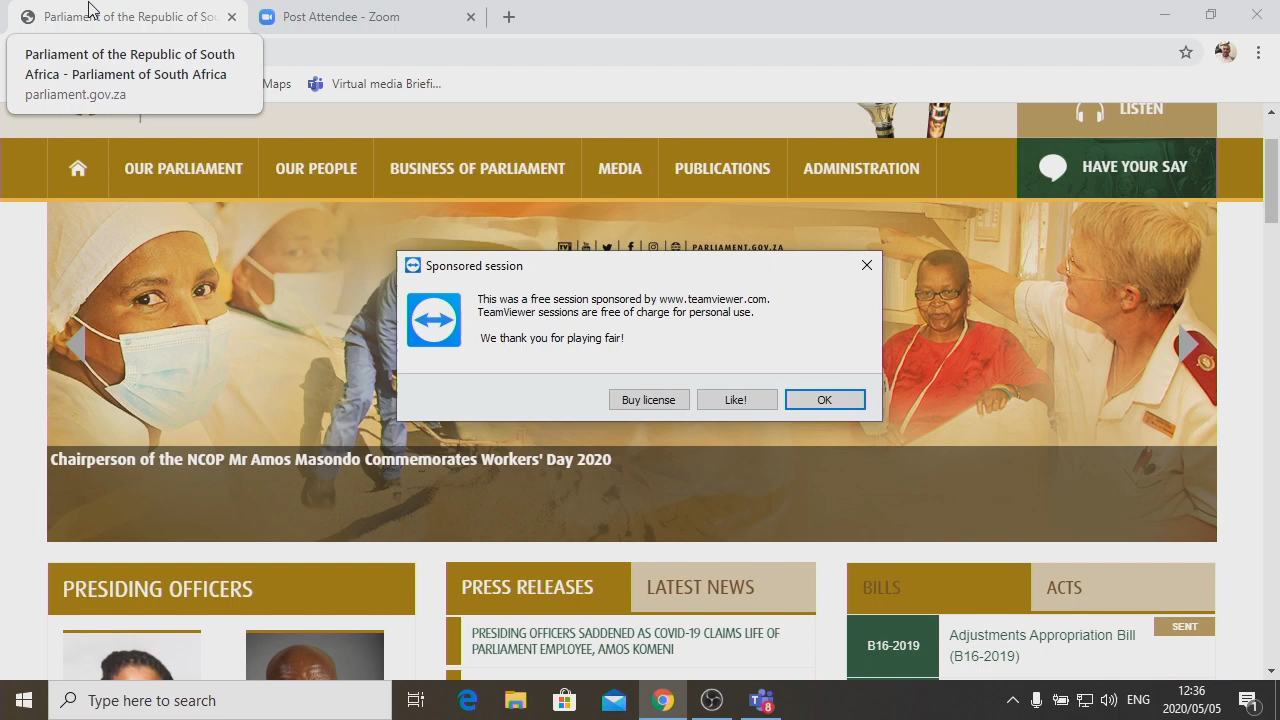 Parliament of the Republic of Sou
Post Attendee - Zoom
Parliament of the Republic of South
Africa - Parliament of South Africa
parliament.gov.za
Maps
Virtual media Briefi...
LISTEN
OUR PARLIAMENT
OUR PEOPLE
BUSINESS OF PARLIAMENT
MEDIA
PUBLICATIONS
ADMINISTRATION
HAVE YOUR SAY
PARLIAMENT.GOV.ZA
Sponsored session
This was a free session sponsored by www.teamviewer.com.
TeamViewer sessions are free of charge for personal use.
We thank you for playing fair!
Buy license
Like!
OK
Chairperson of the NCOP Mr Amos Masondo Commemorates Workers' Day 2020
PRESIDING OFFICERS
PRESS RELEASES
LATEST NEWS
BILLS
ACTS
PRESIDING OFFICERS SADDENED AS COVID-19 CLAIMS LIFE OF
PARLIAMENT EMPLOYEE, AMOS KOMENI
B16-2019
Adjustments Appropriation Bill
(B16-2019)
SENT
Type here to search
8
ENG
12:36
2020/05/05
1